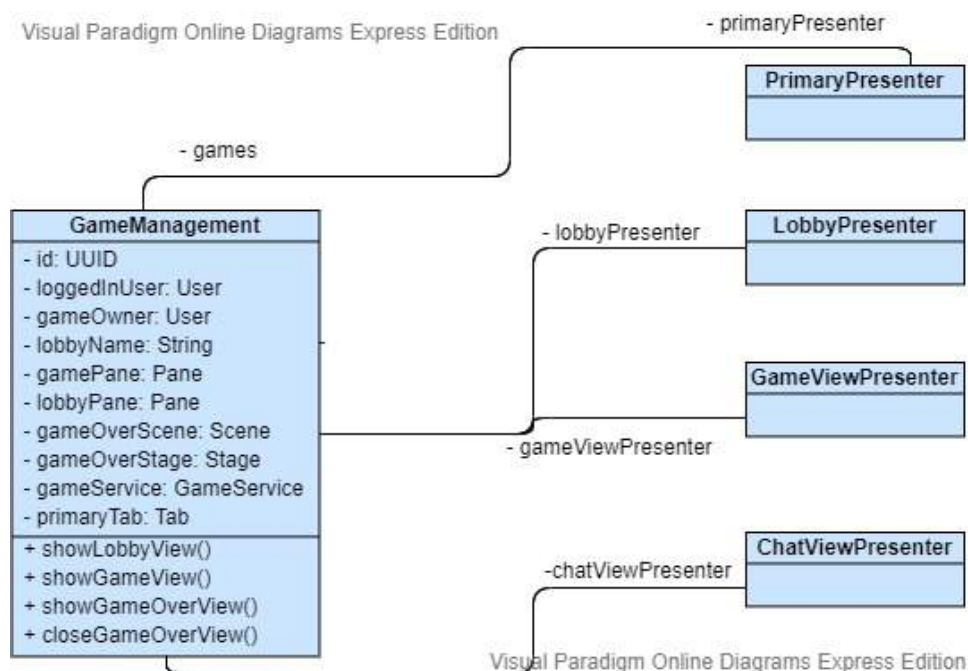 Visual Paradigm Online Diagrams Express Edition
- primaryPresenter
PrimaryPresenter
- games
GameManagement
- id: UUID
- loggedInUser: User
- gameOwner: User
- lobbyName: String
- gamePane: Pane
- lobbyPane: Pane
- gameOverScene: Scene
- gameOverStage: Stage
- gameService: GameService
- primaryTab: Tab
+ showLobbyView()
+ showGameView()
+ showGameOverView()
+ closeGameOverView()
- lobbyPresenter
LobbyPresenter
GameViewPresenter
- gameViewPresenter
ChatViewPresenter
-chatViewPresenter
Visual Paradigm Online Diagrams Express Edition